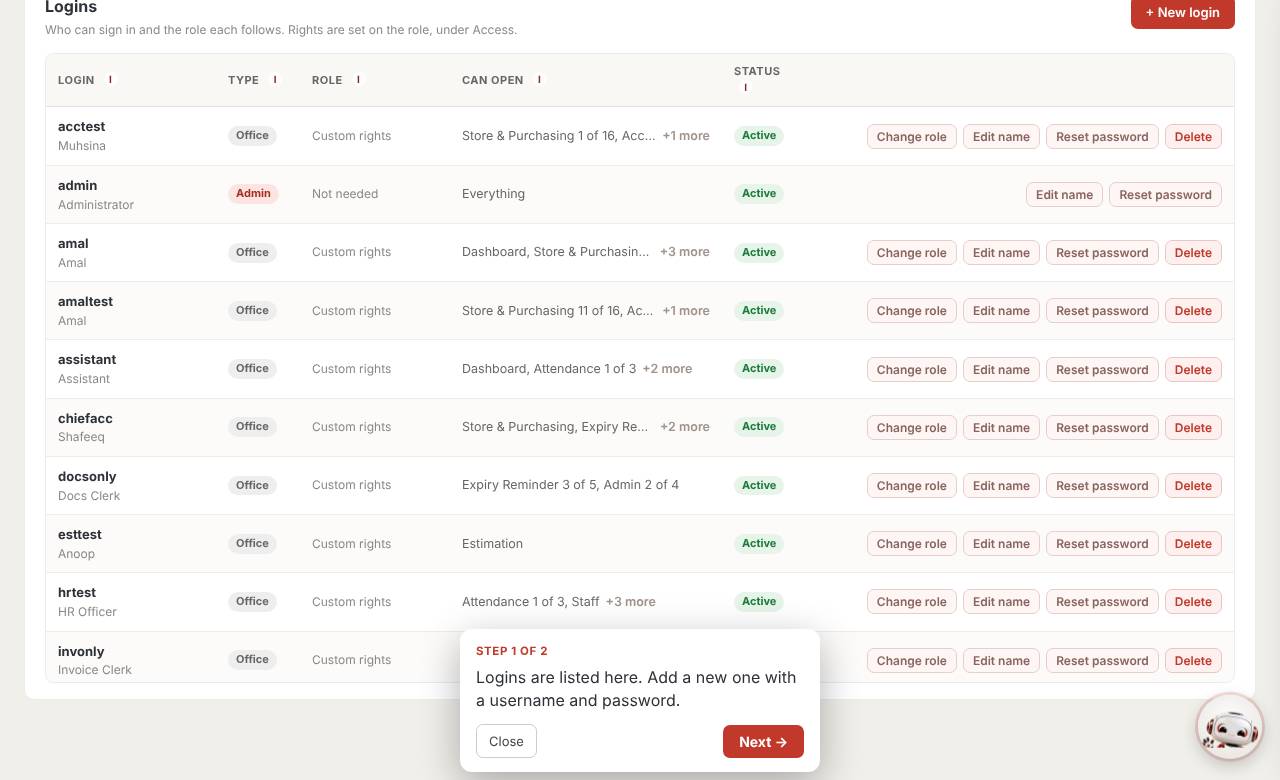 Logins
+ New login
Who can sign in and the role each follows. Rights are set on the role, under Access.
LOGIN TYPE ROLE CAN OPEN STATUS
acctest Office Custom rights Store & Purchasing 1 of 16, Acc... +1 more Active Change role Edit name Reset password Delete
Muhsina
admin Admin Not needed Everything Active Edit name Reset password
Administrator
amal Office Custom rights Dashboard, Store & Purchasin... +3 more Active Change role Edit name Reset password Delete
Amal
amaltest Office Custom rights Store & Purchasing 11 of 16, Ac... +1 more Active Change role Edit name Reset password Delete
Amal
assistant Office Custom rights Dashboard, Attendance 1 of 3 +2 more Active Change role Edit name Reset password Delete
Assistant
chiefacc Office Custom rights Store & Purchasing, Expiry Re... +2 more Active Change role Edit name Reset password Delete
Shafeeq
docsonly Office Custom rights Expiry Reminder 3 of 5, Admin 2 of 4 Active Change role Edit name Reset password Delete
Docs Clerk
esttest Office Custom rights Estimation Active Change role Edit name Reset password Delete
Anoop
hrtest Office Custom rights Attendance 1 of 3, Staff +3 more Active Change role Edit name Reset password Delete
HR Officer
invonly Office Custom rights Change role Edit name Reset password Delete
Invoice Clerk
STEP 1 OF 2
Logins are listed here. Add a new one with
a username and password.
Close Next →